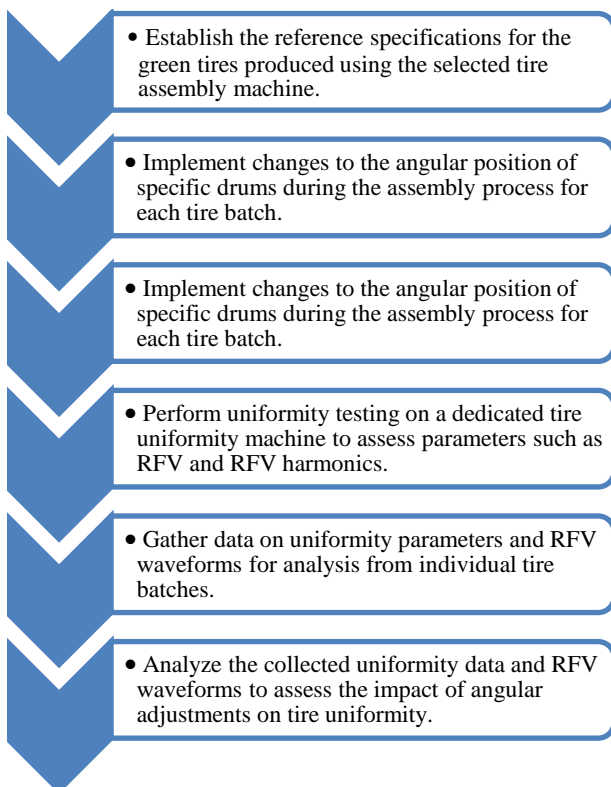 • Establish the reference specifications for the
green tires produced using the selected tire
assembly machine.
• Implement changes to the angular position of
specific drums during the assembly process for
each tire batch.
• Implement changes to the angular position of
specific drums during the assembly process for
each tire batch.
• Perform uniformity testing on a dedicated tire
uniformity machine to assess parameters such as
RFV and RFV harmonics.
• Gather data on uniformity parameters and RFV
waveforms for analysis from individual tire
batches.
• Analyze the collected uniformity data and RFV
waveforms to assess the impact of angular
adjustments on tire uniformity.